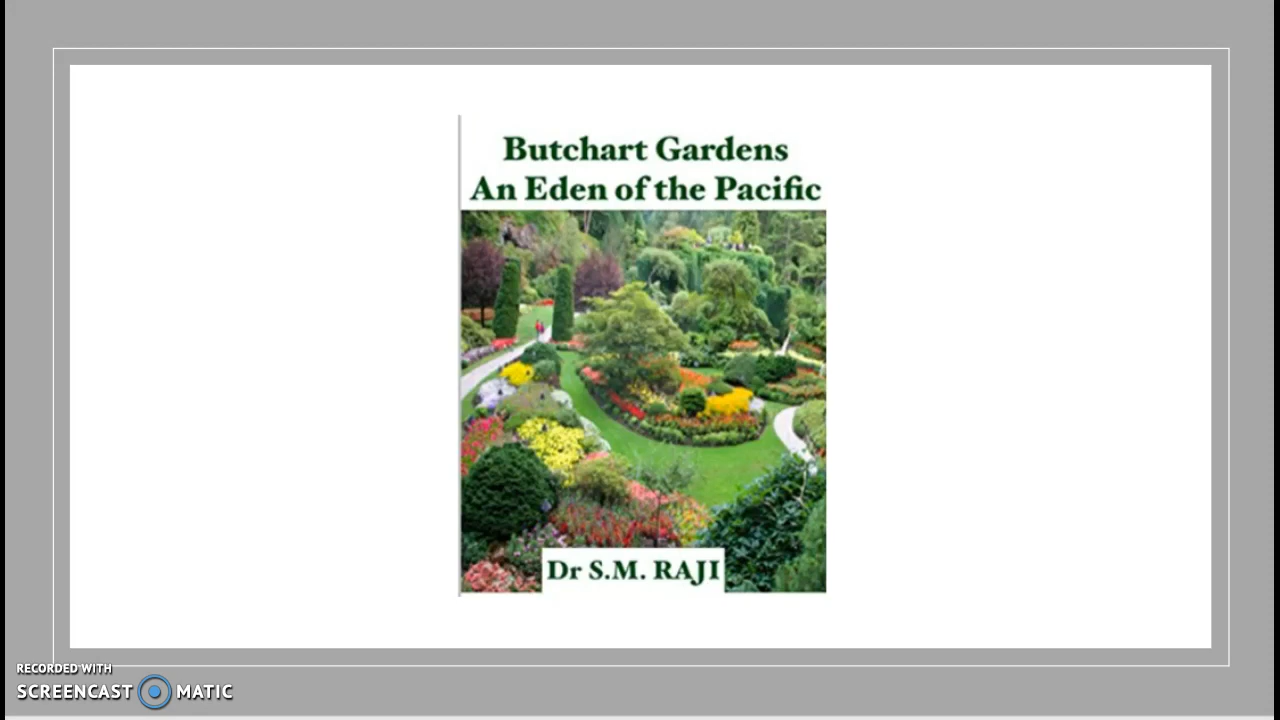 Butchart Gardens
An Eden of the Pacific
Dr S.M. RAJI
RECORDED WITH
SCREENCAST MATIC